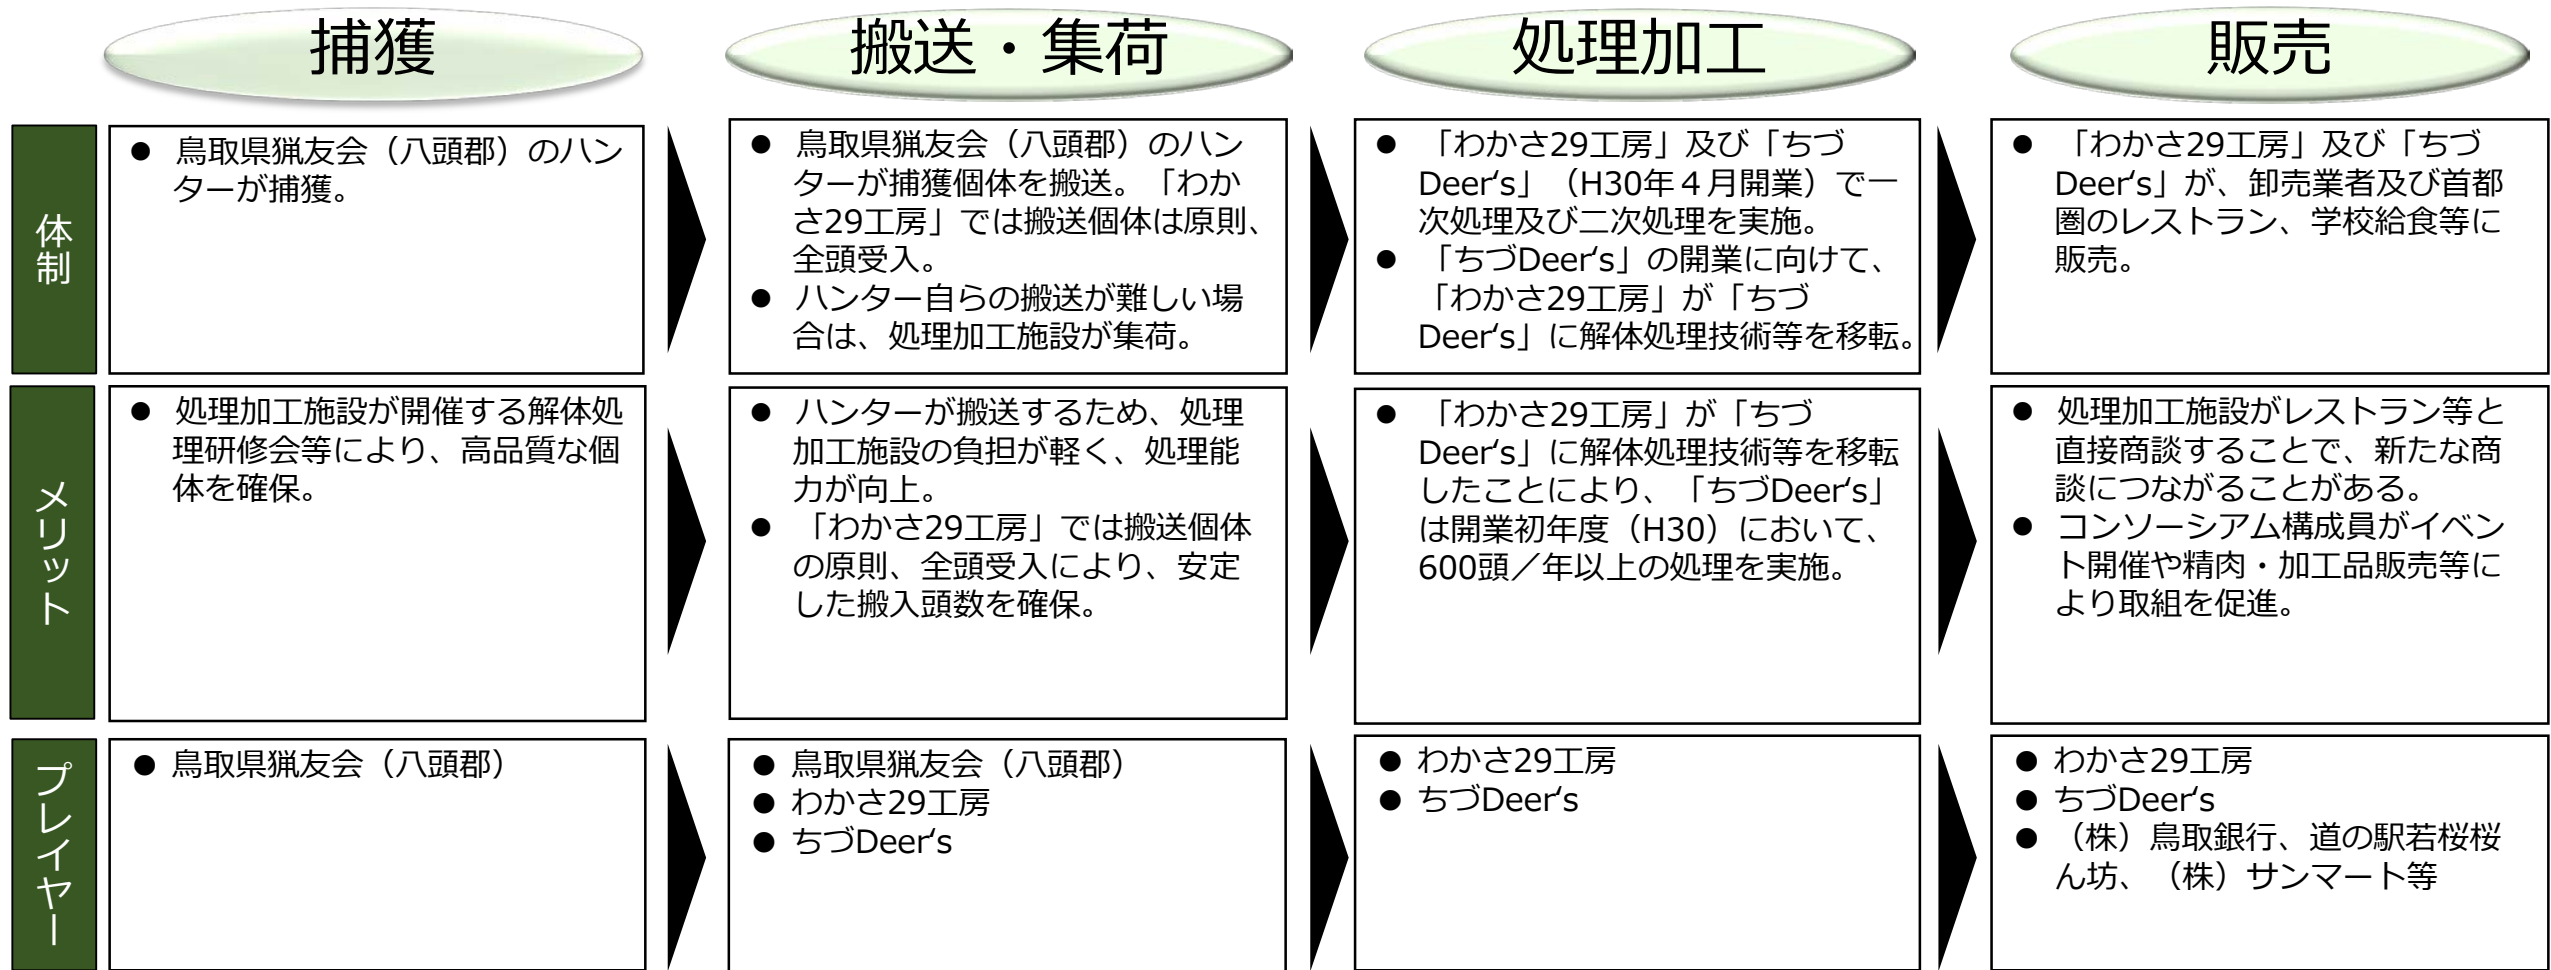 捕獲
搬送・集荷
処理加工
販売
体制
● 鳥取県猟友会（八頭郡）のハン
ターが捕獲。
● 鳥取県猟友会（八頭郡）のハン
ターが捕獲個体を搬送。「わか
さ29工房」では搬送個体は原則、
全頭受入。
● ハンター自らの搬送が難しい場
合は、処理加工施設が集荷。
● 「わかさ29工房」及び「ちづ
Deer‘s」（H30年４月開業）で一
次処理及び二次処理を実施。
● 「ちづDeer‘s」の開業に向けて、
「わかさ29工房」が「ちづ
Deer‘s」に解体処理技術等を移転。
● 「わかさ29工房」及び「ちづ
Deer‘s」が、卸売業者及び首都
圏のレストラン、学校給食等に
販売。
メリット
● 処理加工施設が開催する解体処
理研修会等により、高品質な個
体を確保。
● ハンターが搬送するため、処理
加工施設の負担が軽く、処理能
力が向上。
● 「わかさ29工房」では搬送個体
の原則、全頭受入により、安定
した搬入頭数を確保。
● 「わかさ29工房」が「ちづ
Deer‘s」に解体処理技術等を移転
したことにより、「ちづDeer‘s」
は開業初年度（H30）において、
600頭／年以上の処理を実施。
● 処理加工施設がレストラン等と
直接商談することで、新たな商
談につながることがある。
● コンソーシアム構成員がイベン
ト開催や精肉・加工品販売等に
より取組を促進。
プレイヤー
● 鳥取県猟友会（八頭郡）
● 鳥取県猟友会（八頭郡）
● わかさ29工房
● ちづDeer‘s
● わかさ29工房
● ちづDeer‘s
● わかさ29工房
● ちづDeer‘s
● （株）鳥取銀行、道の駅若桜桜
ん坊、（株）サンマート等